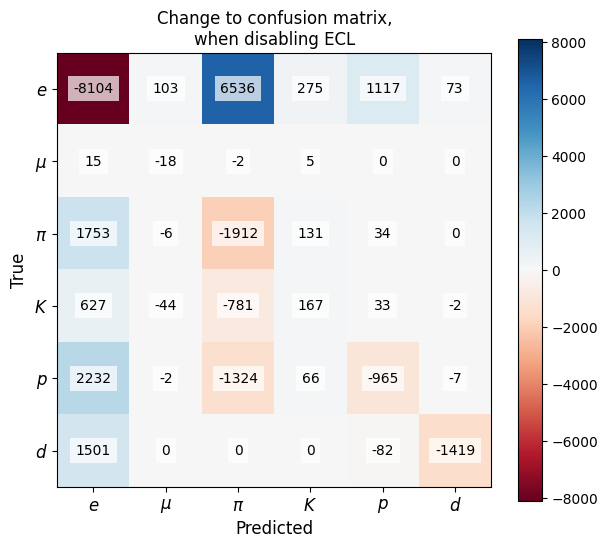 Change to confusion matrix,
when disabling ECL
e -8104 103 6536 275 1117 73
μ 15 -18 -2 5 0 0
π 1753 -6 -1912 131 34 0
K 627 -44 -781 167 33 -2
p 2232 -2 -1324 66 -965 -7
d 1501 0 0 0 -82 -1419
e μ π K p d
Predicted
True
8000
6000
4000
2000
0
−2000
−4000
−6000
−8000